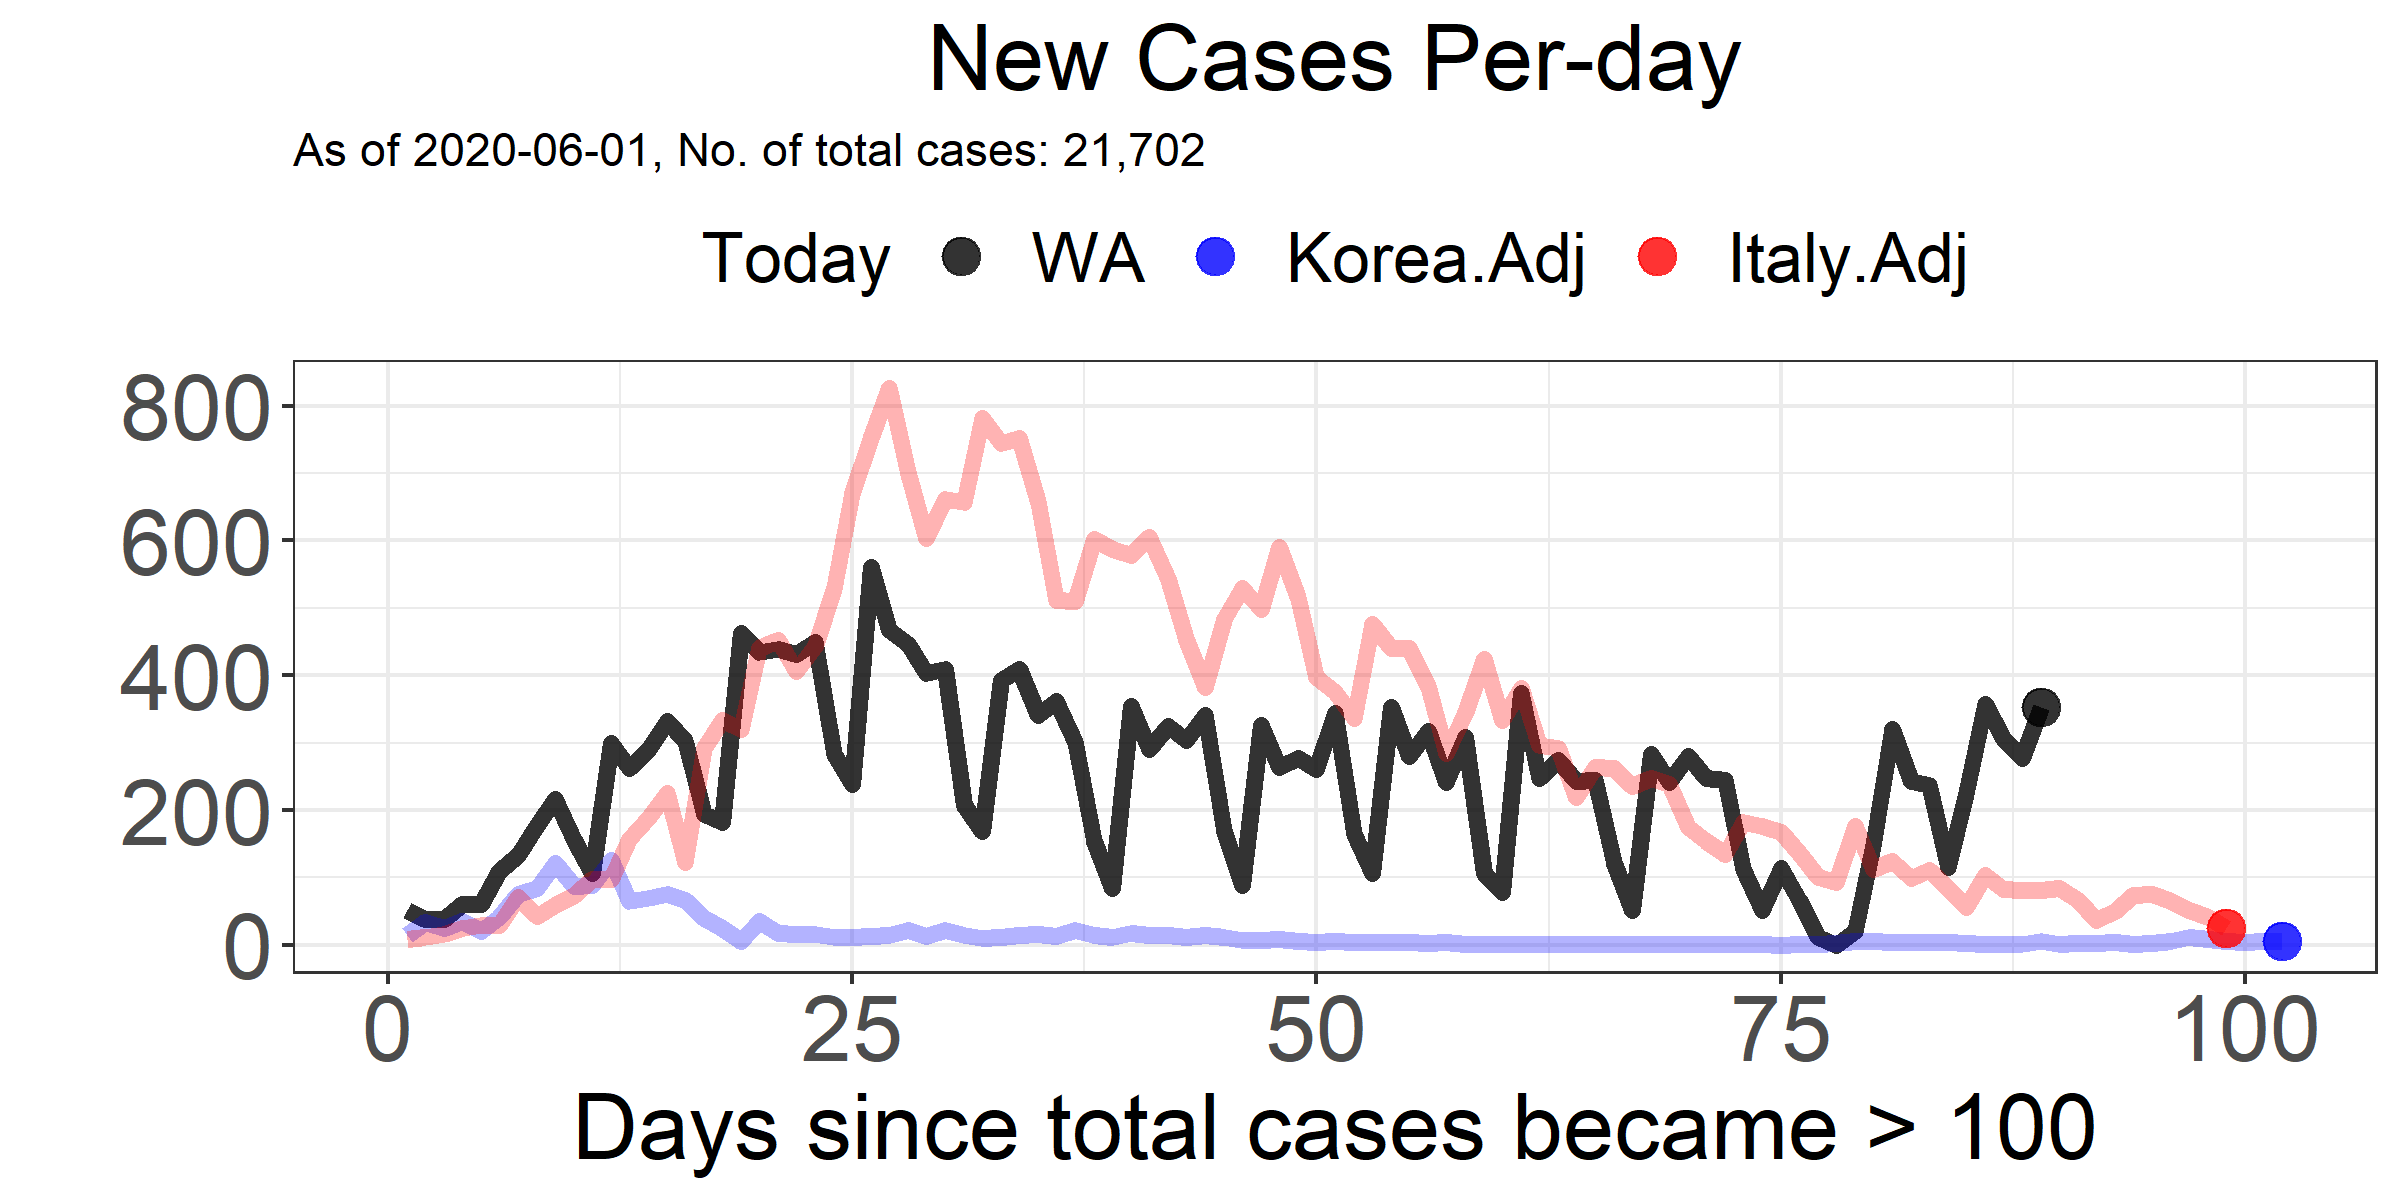 New Cases Per-day
As of 2020-06-01, No. of total cases: 21,702
Today WA Korea.Adj Italy.Adj
800
600
400
200
0
0 25 50 75 100
Days since total cases became > 100